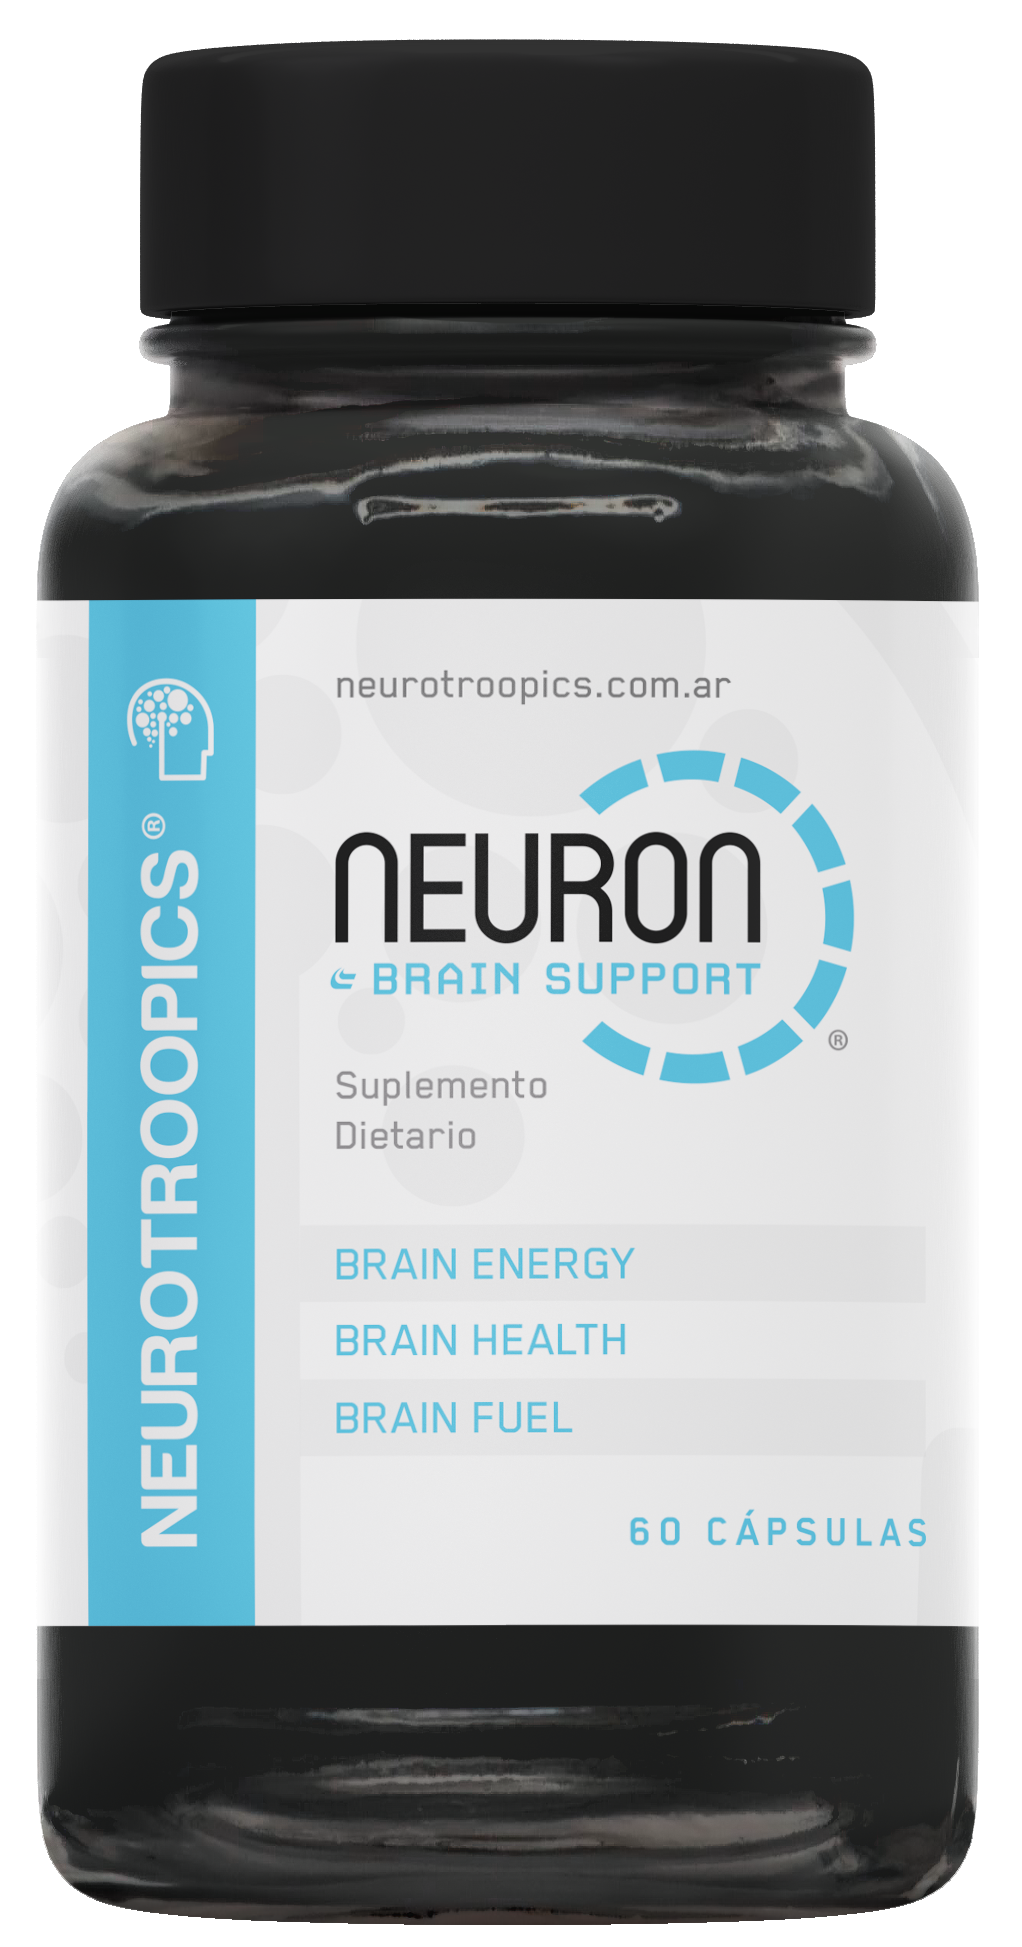 neurotroopics.com.ar
NEURON
BRAIN SUPPORT
®
Suplemento
Dietario
BRAIN ENERGY
BRAIN HEALTH
BRAIN FUEL
60 CÁPSULAS
NEUROTROOPICS®